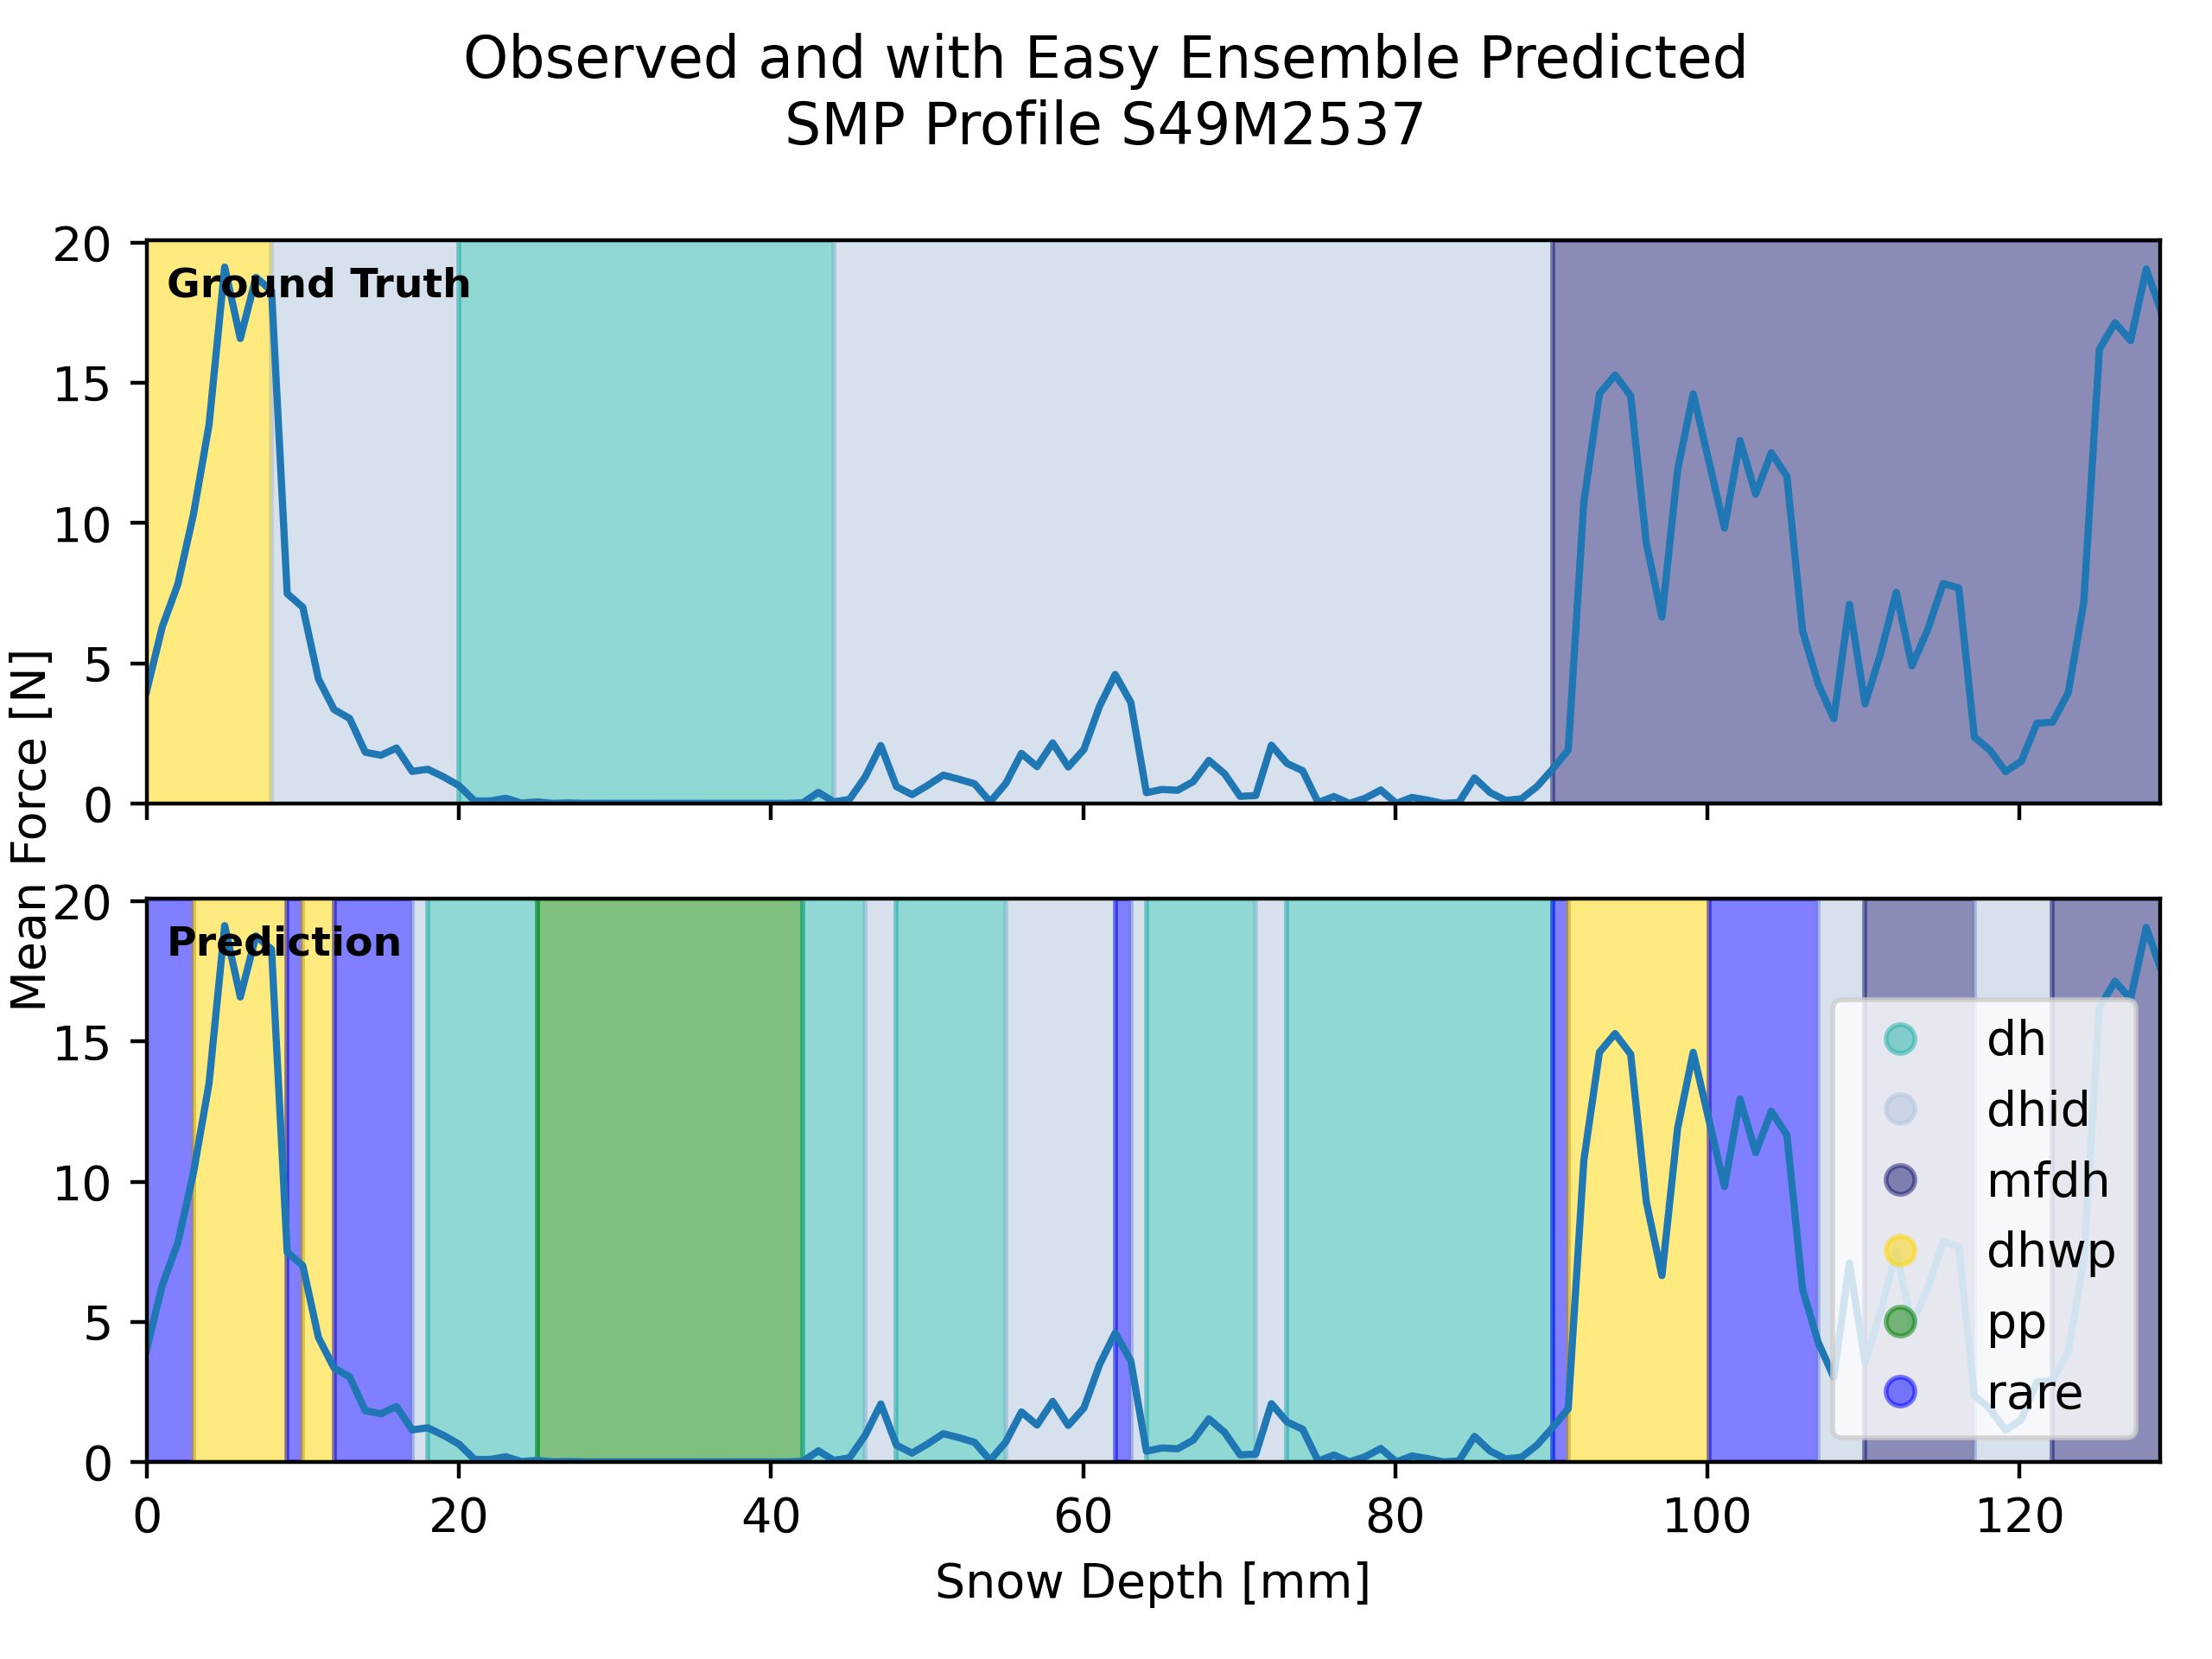 Observed and with Easy Ensemble Predicted
SMP Profile S49M2537
20
15
10
5
0
Ground Truth
Mean Force [N]
20
15
10
5
0
Prediction
dh
dhid
mfdh
dhwp
pp
rare
0 20 40 60 80 100 120
Snow Depth [mm]